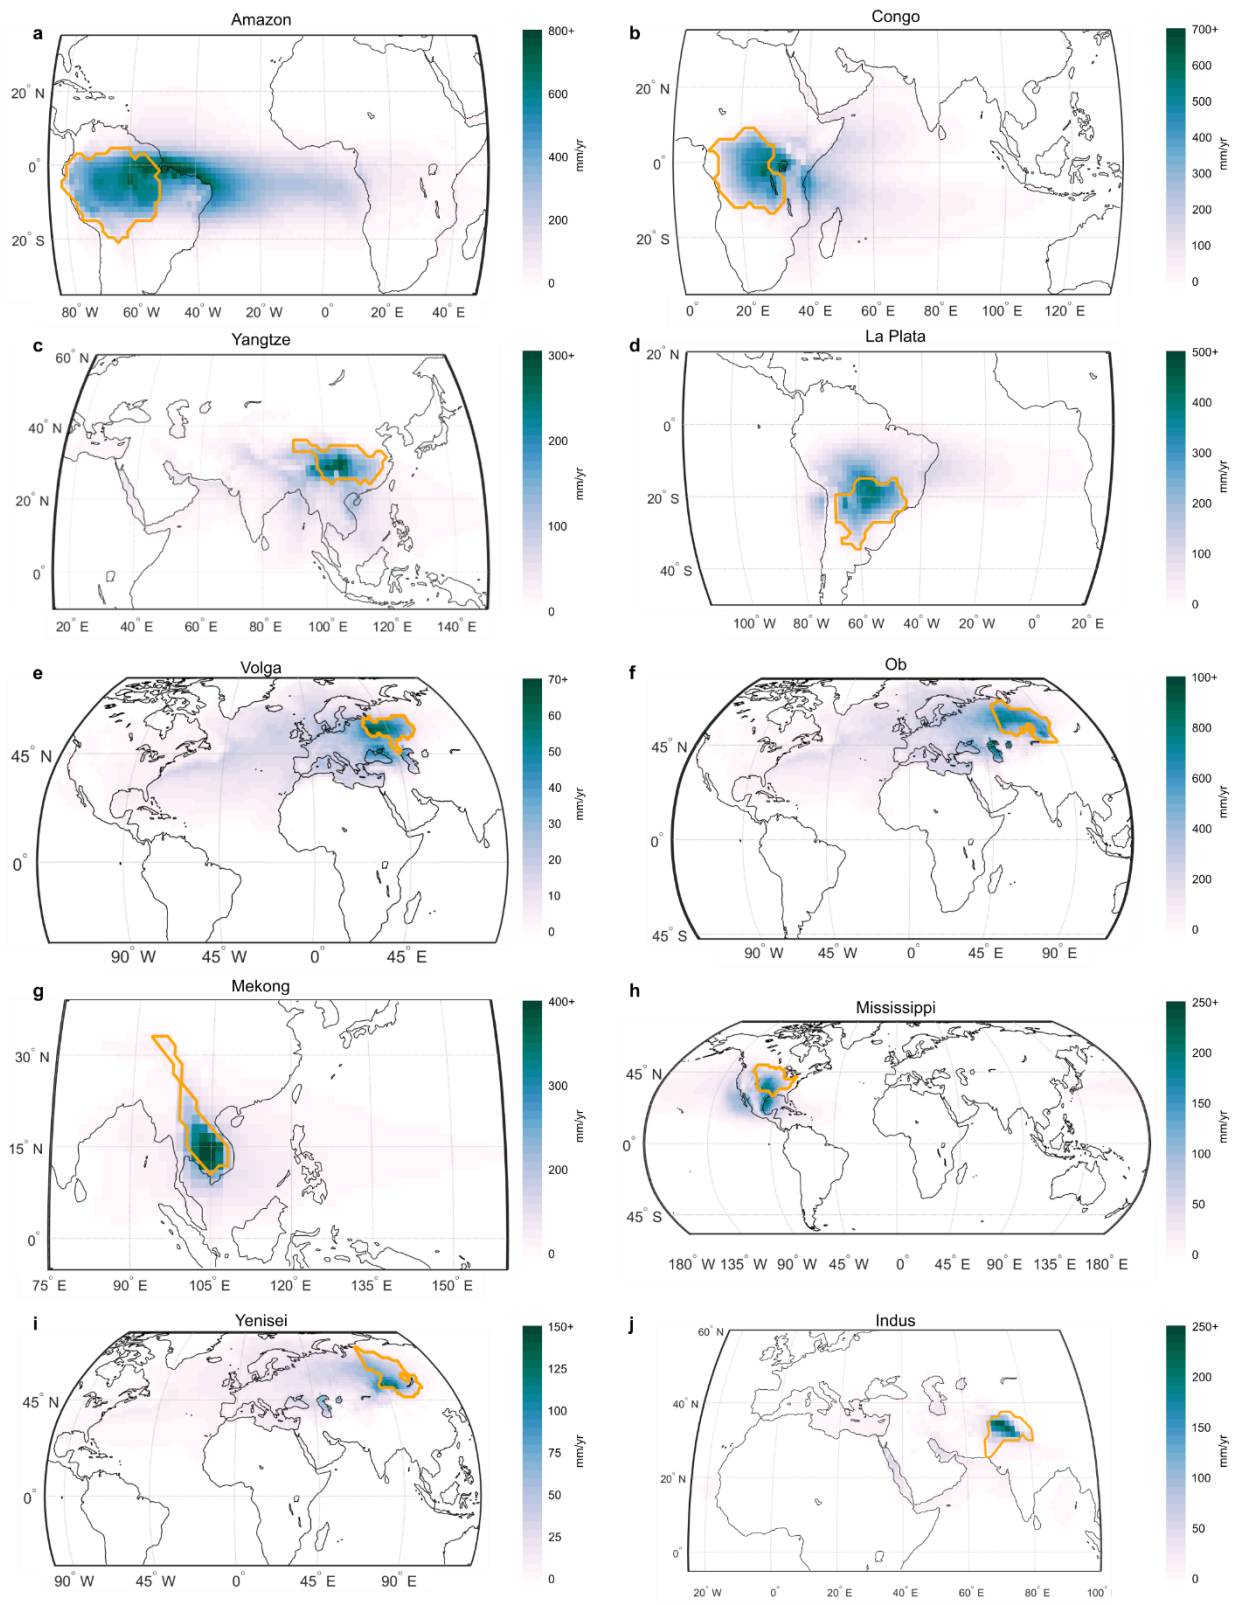 a Amazon
800+
600
400
200
0
mm/yr
20° N
0°
20° S
80° W 60° W 40° W 20° W 0° 20° E 40° E
b Congo
700+
600
500
400
300
200
100
0
mm/yr
20° N
0°
20° S
0° 20° E 40° E 60° E 80° E 100° E 120° E
c Yangtze
300+
200
100
0
mm/yr
60° N
40° N
20° N
0°
20° E 40° E 60° E 80° E 100° E 120° E 140° E
d La Plata
500+
400
300
200
100
0
mm/yr
20° N
0°
20° S
40° S
100° W 80° W 60° W 40° W 20° W 0° 20° E
e Volga
70+
60
50
40
30
20
10
0
mm/yr
45° N
0°
90° W 45° W 0° 45° E
f Ob
100+
800
600
400
200
0
mm/yr
45° N
0°
45° S
90° W 45° W 0° 45° E 90° E
g Mekong
400+
300
200
0
mm/yr
30° N
15° N
0°
75° E 90° E 105° E 120° E 135° E 150° E
h Mississippi
250+
200
150
100
50
0
mm/yr
45° N
0°
45° S
180° W 135° W 90° W 45° W 0° 45° E 90° E 135° E 180° E
i Yenisei
150+
125
100
75
50
25
0
mm/yr
45° N
0°
90° W 45° W 0° 45° E 90° E
j Indus
250+
200
150
100
50
0
mm/yr
60° N
40° N
20° N
0°
20° W 0° 20° E 40° E 60° E 80° E 100°